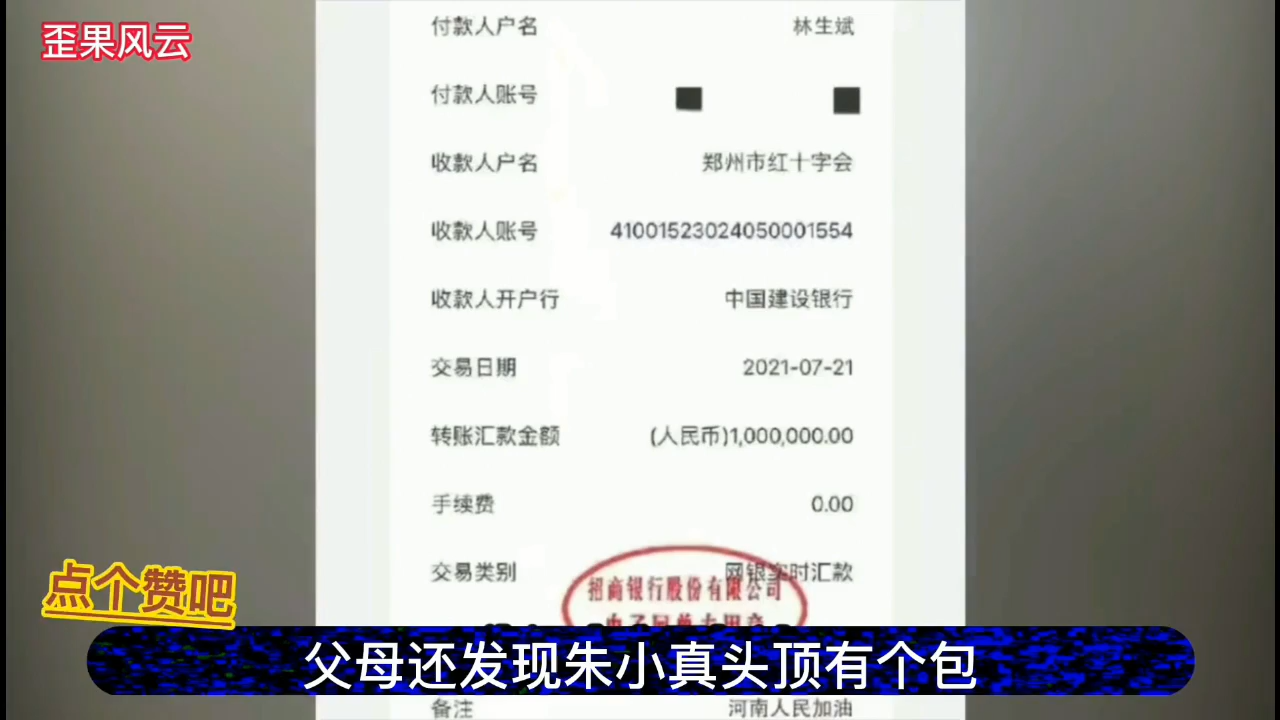 歪果风云
付款人户名 林生斌
付款人账号
收款人户名 郑州市红十字会
收款人账号 41001523024050001554
收款人开户行 中国建设银行
交易日期 2021-07-21
转账汇款金额 (人民币)1,000,000.00
手续费 0.00
交易类别 网银实时汇款
招商银行股份有限公司
点个赞吧
父母还发现朱小真头顶有个包
备注 河南人民加油